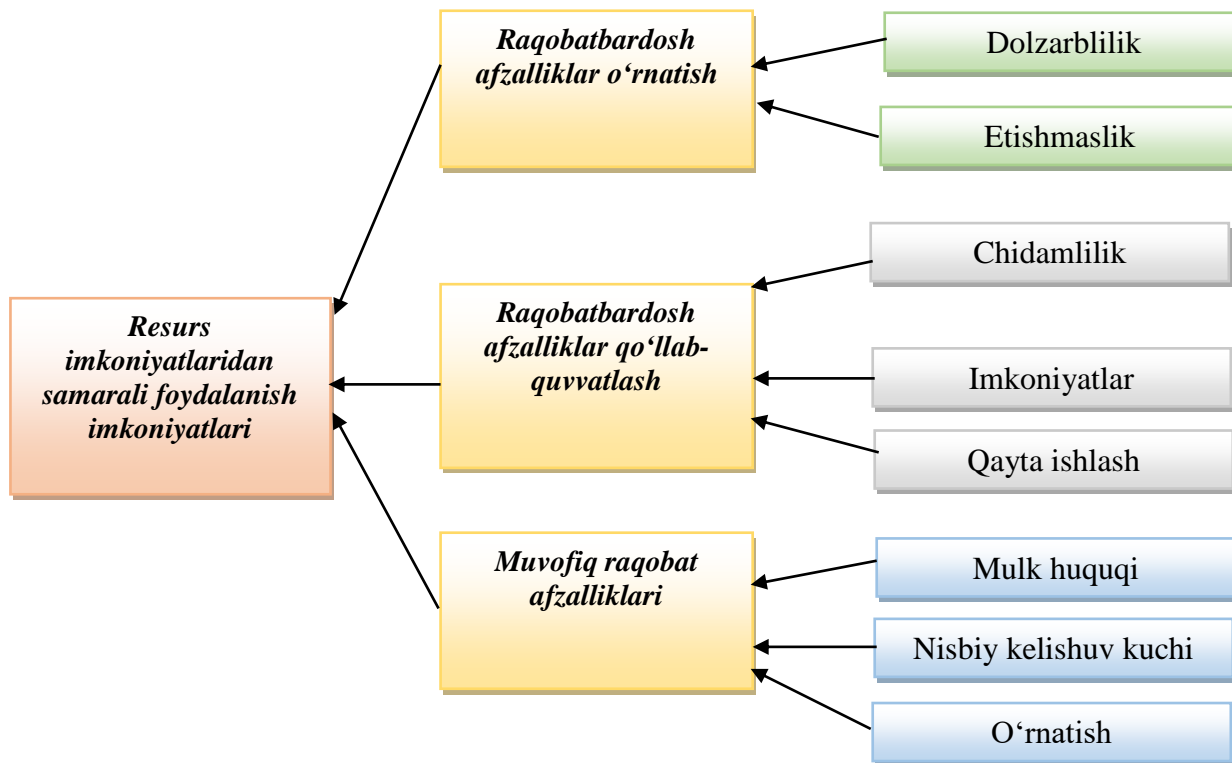 Raqobatbardosh
afzalliklar o‘rnatish
Dolzarblilik
Etishmaslik
Resurs
imkoniyatlaridan
samarali foydalanish
imkoniyatlari
Raqobatbardosh
afzalliklar qo‘llab-
quvvatlash
Chidamlilik
Imkoniyatlar
Qayta ishlash
Muvofiq raqobat
afzalliklari
Mulk huquqi
Nisbiy kelishuv kuchi
O‘rnatish